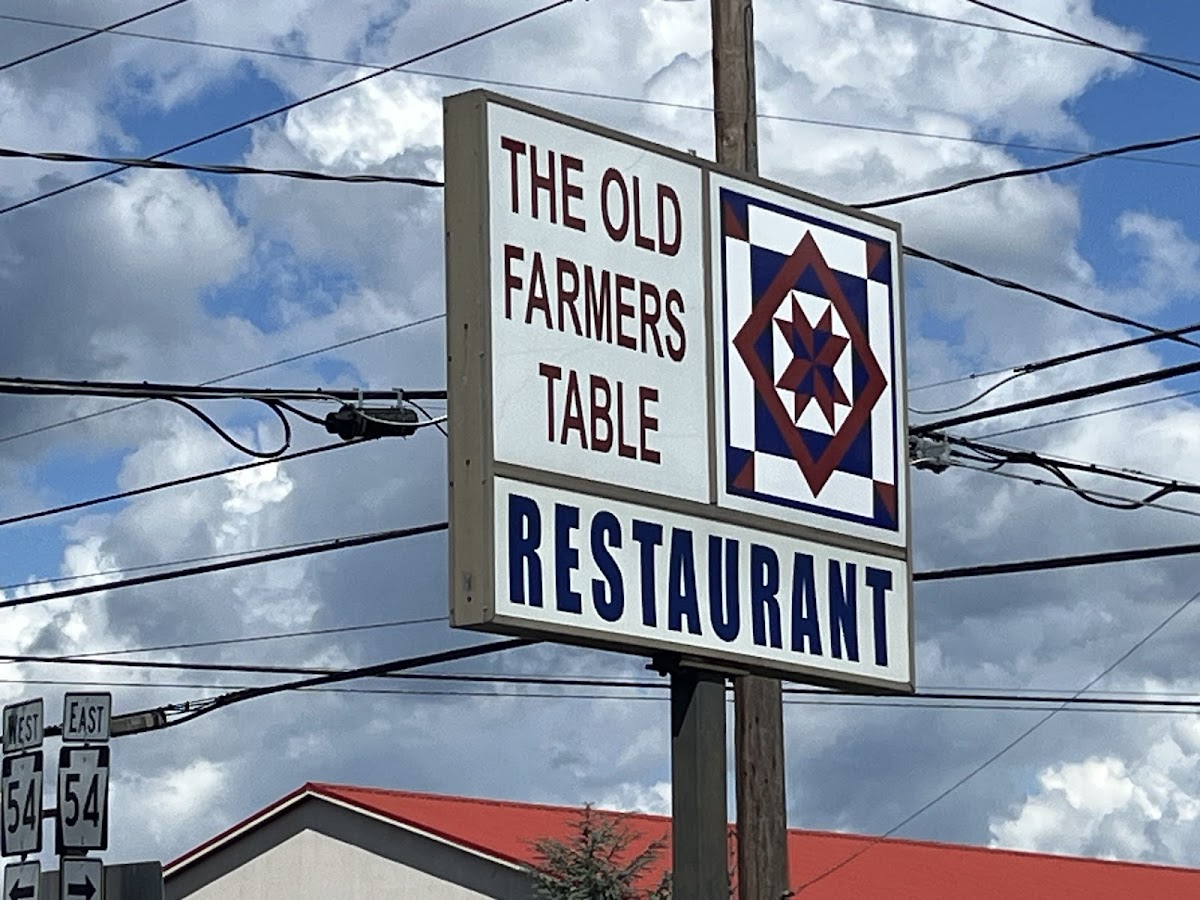 THE OLD
FARMERS
TABLE
RESTAURANT
WEST
54
EAST
54